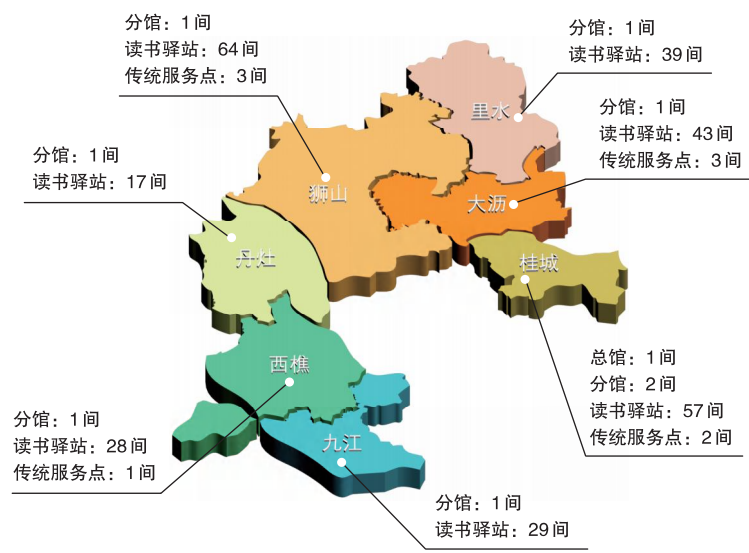 分馆：1间
读书驿站：64间
传统服务点：3间
分馆：1间
读书驿站：39间
分馆：1间
读书驿站：43间
传统服务点：3间
分馆：1间
读书驿站：17间
里水
狮山
大沥
丹灶
桂城
西樵
九江
总馆：1间
分馆：2间
读书驿站：57间
传统服务点：2间
分馆：1间
读书驿站：28间
传统服务点：1间
分馆：1间
读书驿站：29间